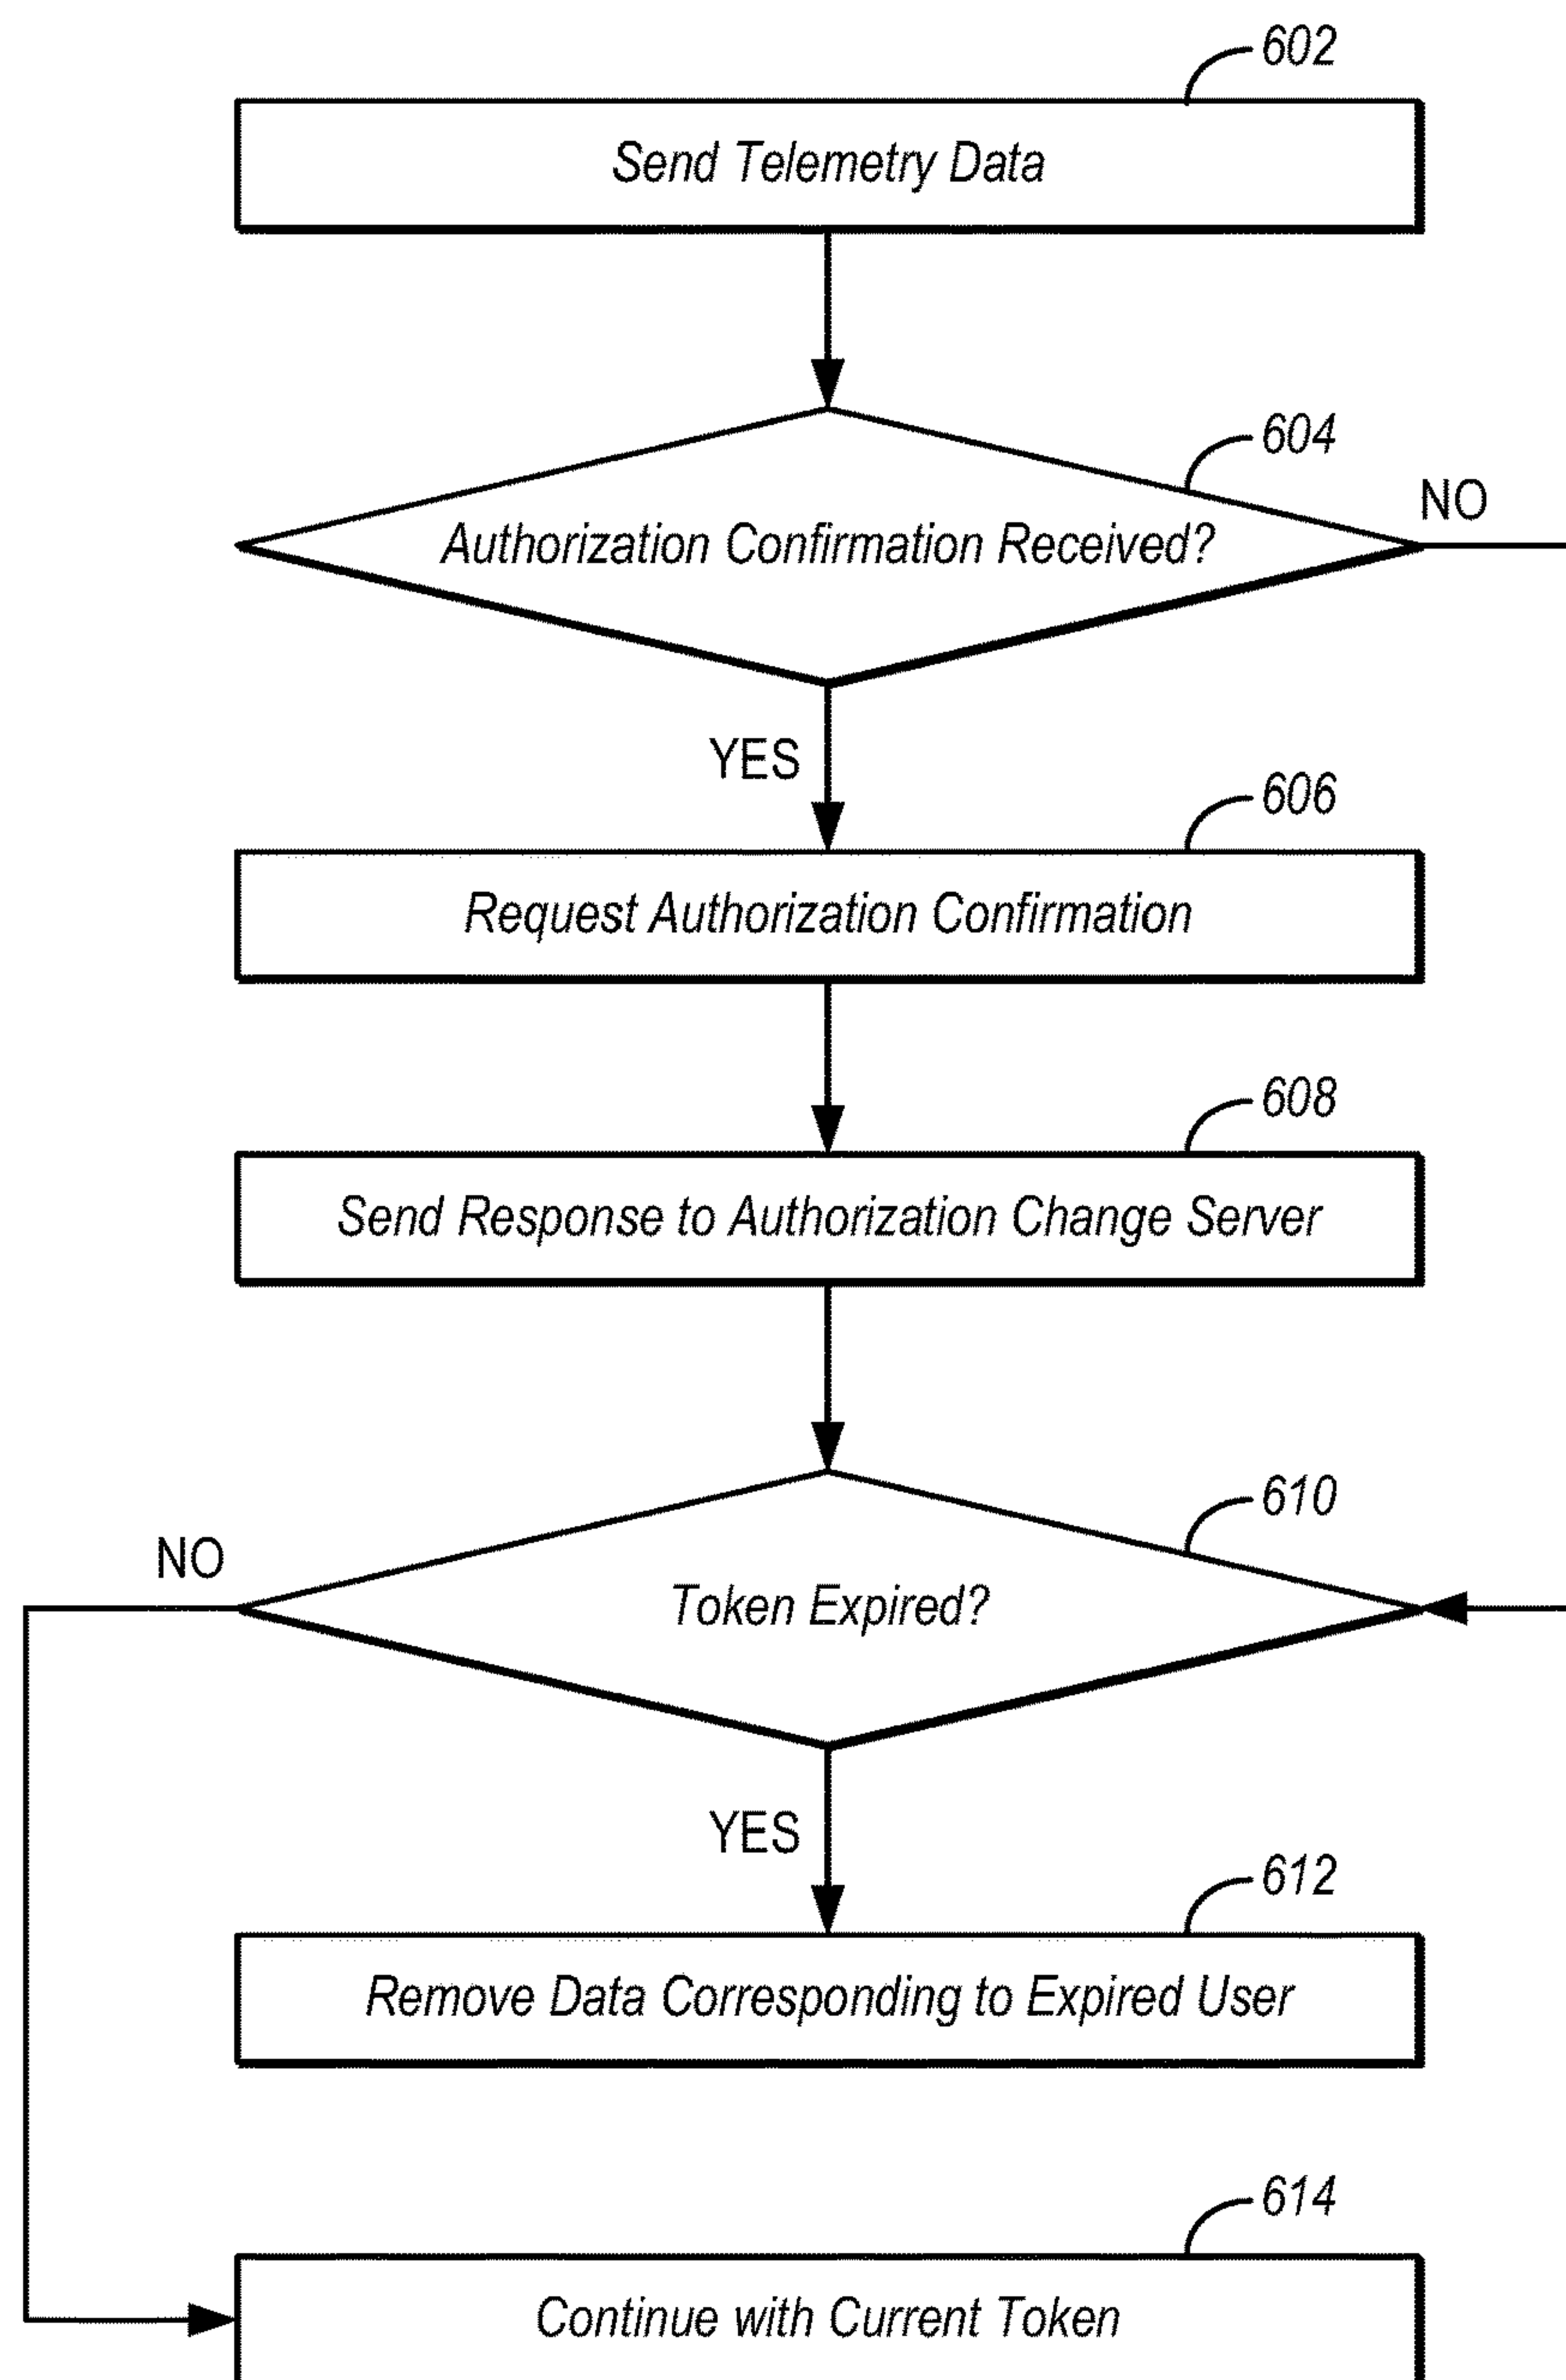 602
Send Telemetry Data
604
NO
Authorization Confirmation Received?
YES
606
Request Authorization Confirmation
608
Send Response to Authorization Change Server
610
NO
Token Expired?
YES
612
Remove Data Corresponding to Expired User
614
Continue with Current Token